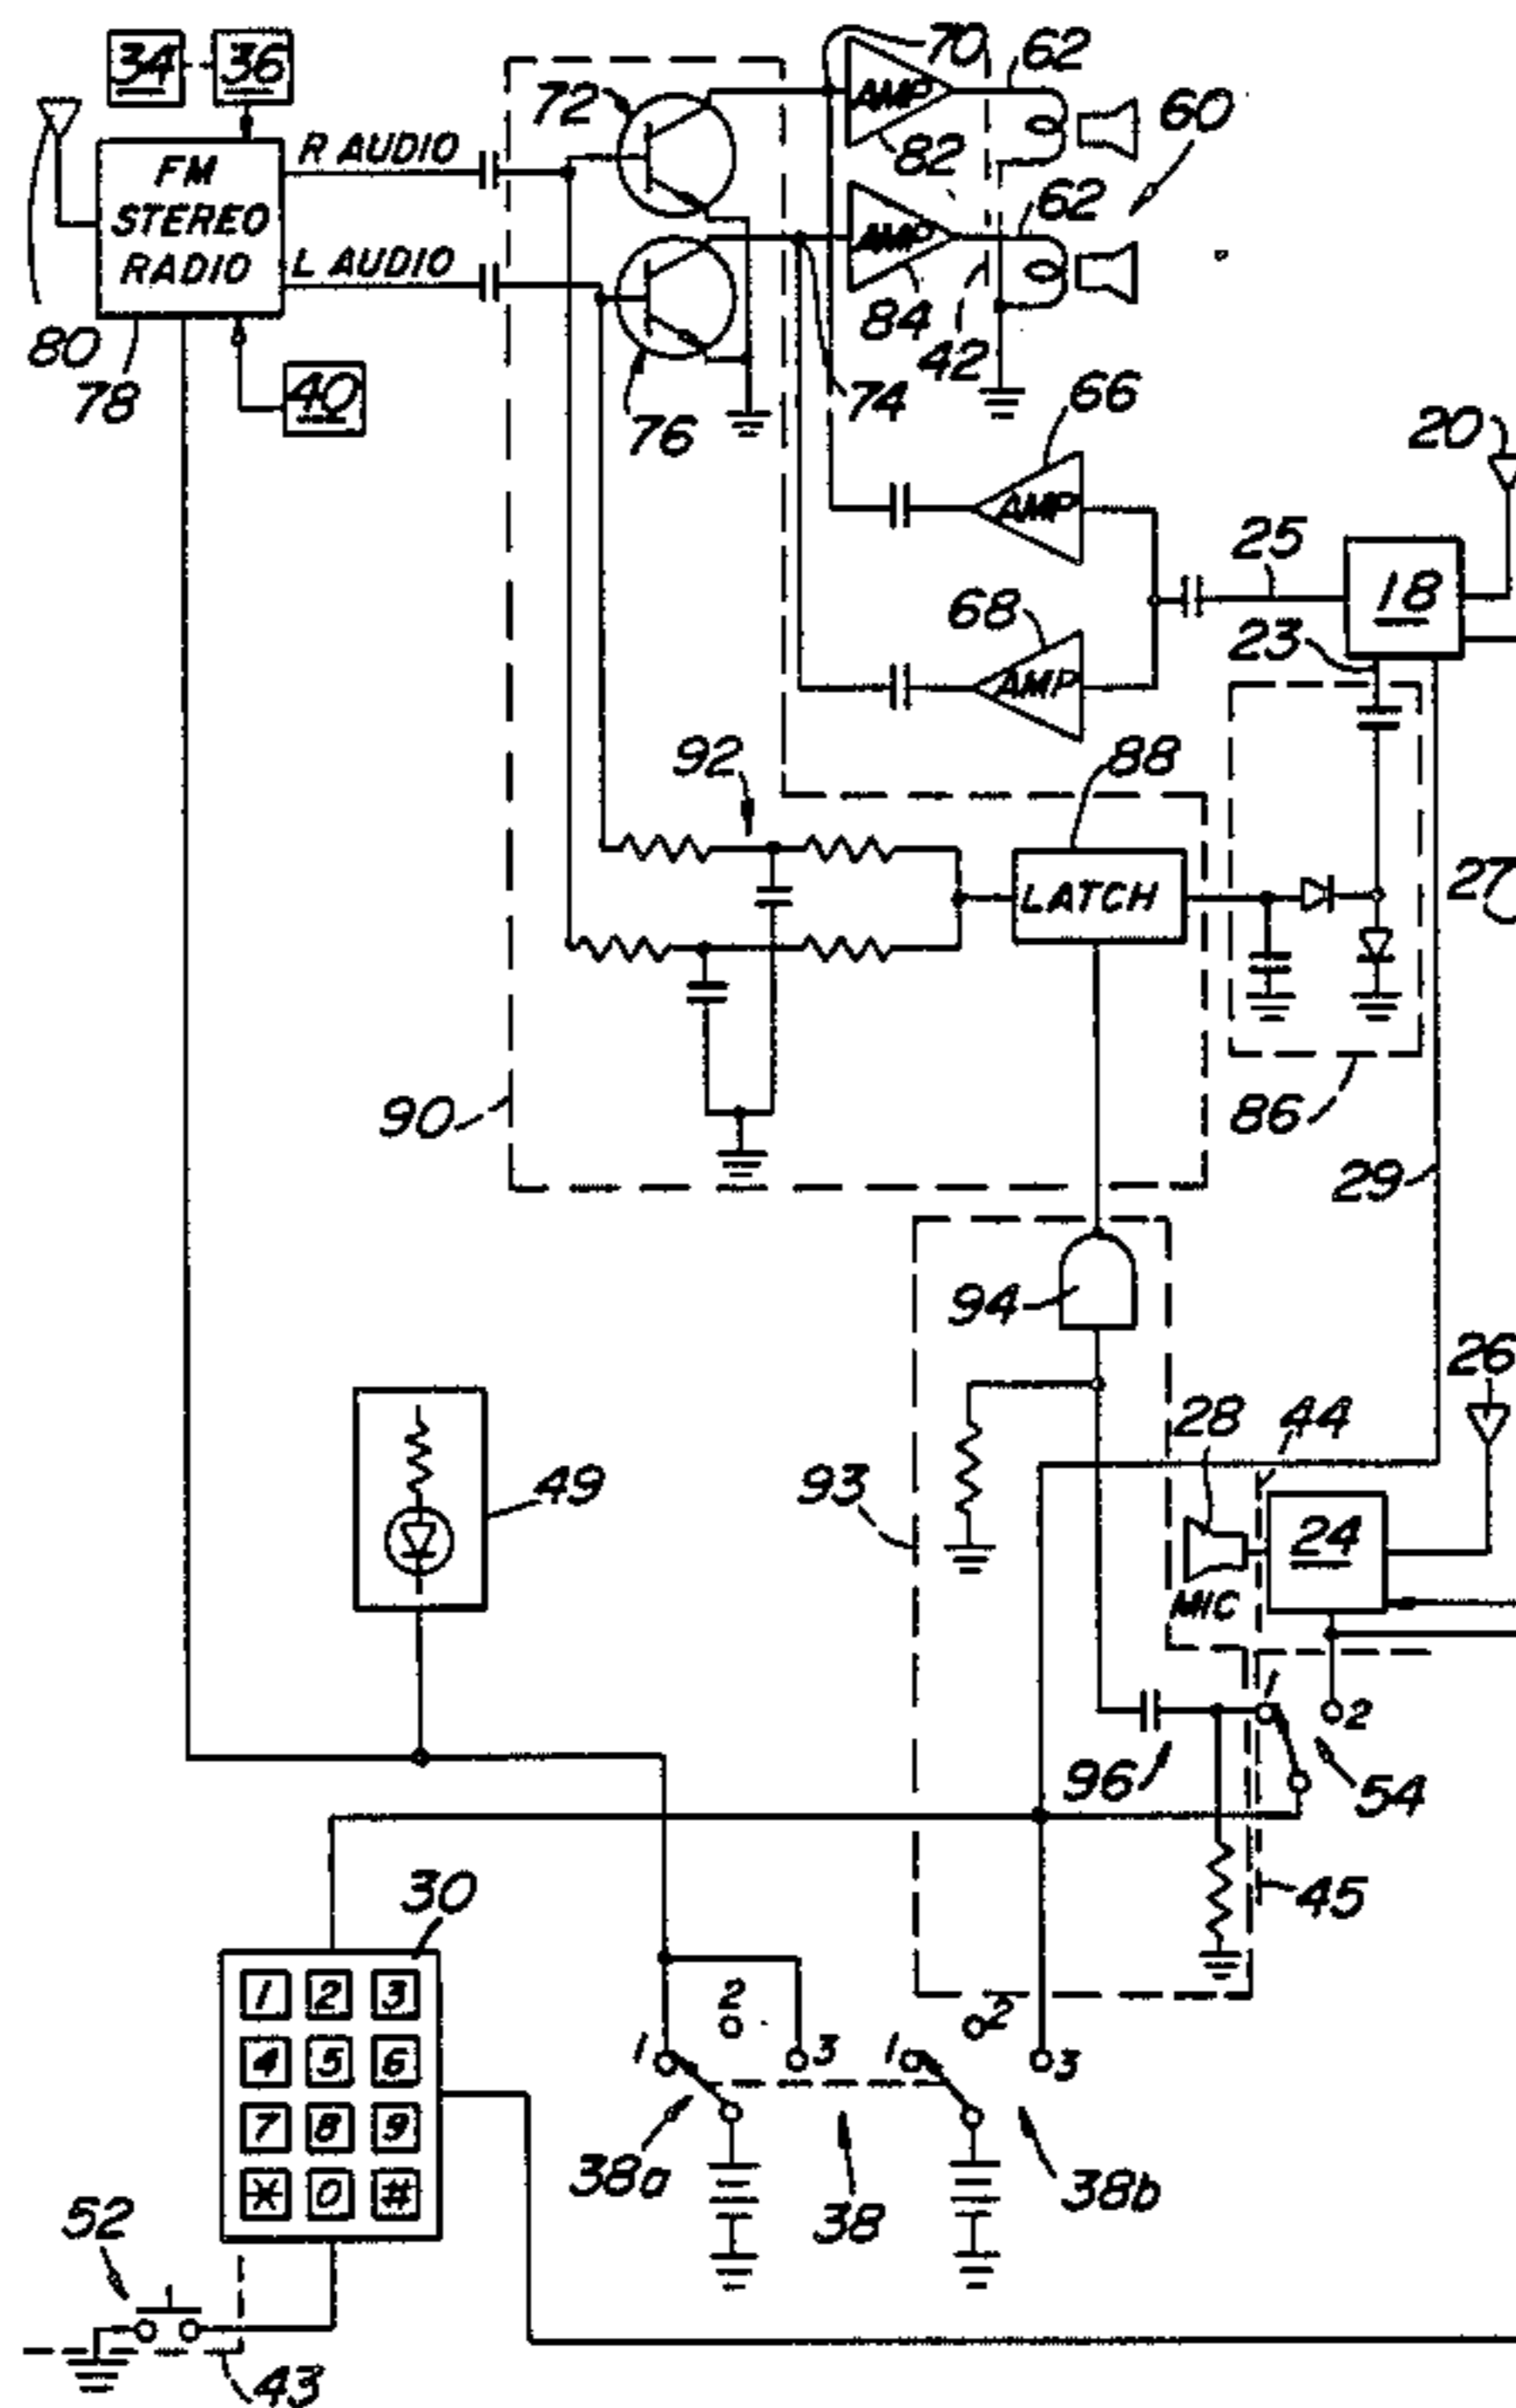 34 36 72 70 62 60
R AUDIO AMP
FM 82
STEREO 62
RADIO L AUDIO AMP
80 84 42
78 40 76 74 66
20
AMP
25 18
68 23
AMP
92 88
LATCH 27
90 86
29
94 26
28 44
49 93 24
MIC
1 2
96 54
30 45
1 2 3 2 2
4 5 6 1 3 1 3
7 8 9
* 0 # 38a 38b
52 38
43